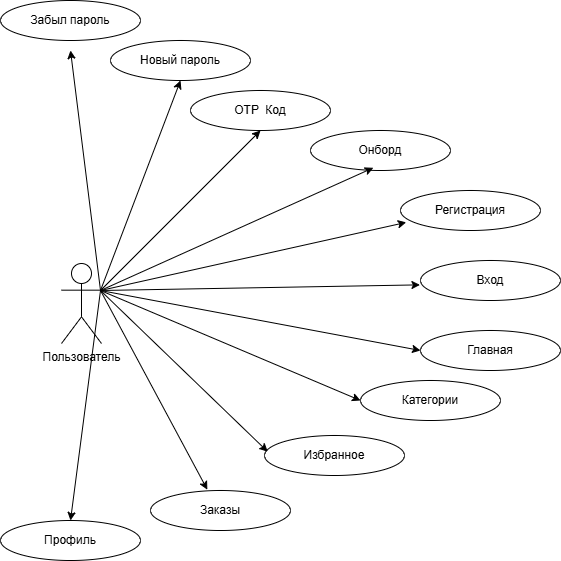 Забыл пароль
Новый пароль
OTP Код
Онборд
Регистрация
Вход
Главная
Пользователь
Категории
Избранное
Заказы
Профиль